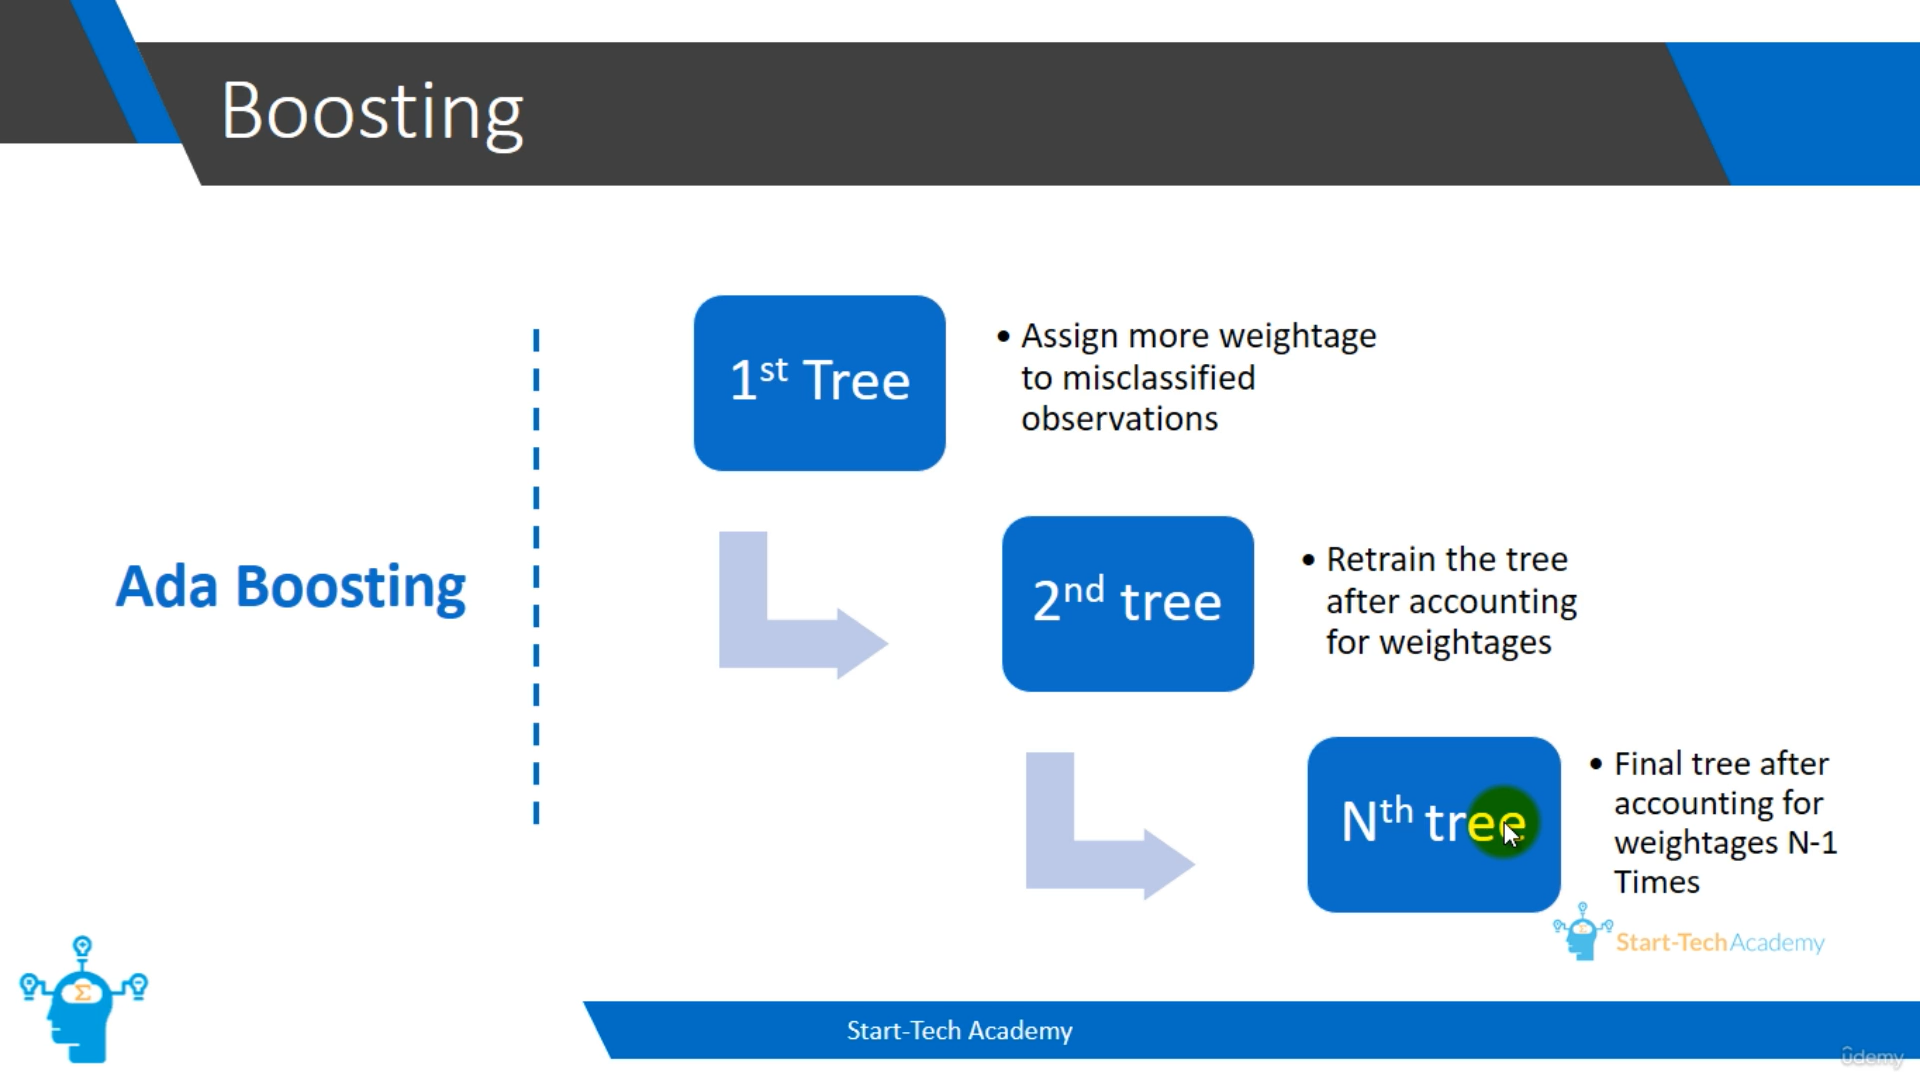 Boosting
Ada Boosting
1st Tree
• Assign more weightage
to misclassified
observations
2nd tree
• Retrain the tree
after accounting
for weightages
Nth tree
• Final tree after
accounting for
weightages N-1
Times
Σ
Σ
Start-Tech Academy
Start-Tech Academy
udemy